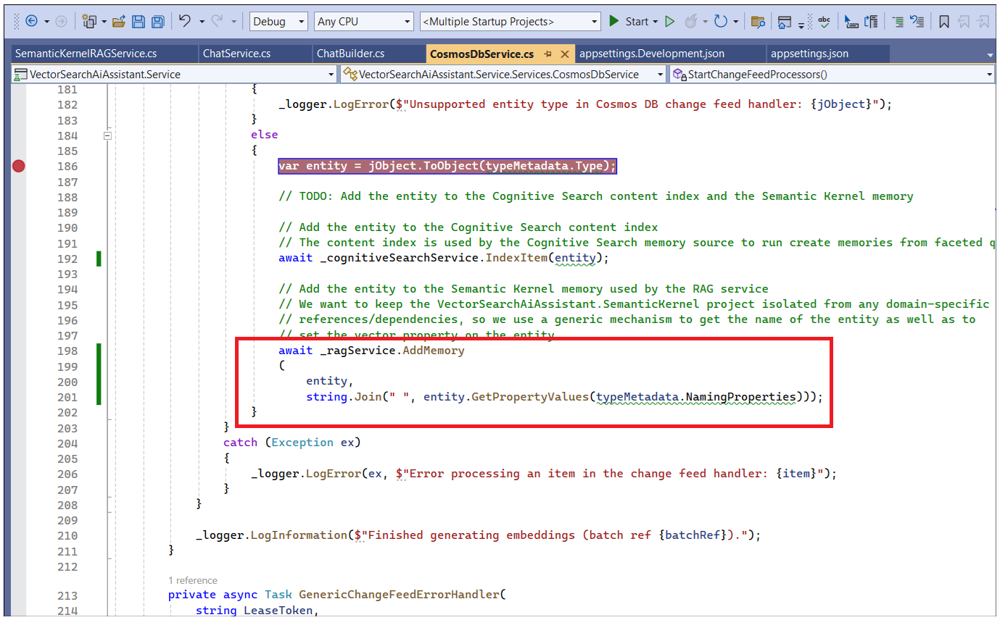 Debug Any CPU <Multiple Startup Projects> Start abc
SemanticKernelRAGService.cs ChatService.cs ChatBuilder.cs CosmosDbService.cs appsettings.Development.json appsettings.json
VectorSearchAiAssistant.Service VectorSearchAiAssistant.Service.Services.CosmosDbService StartChangeFeedProcessors()
181 {
182 _logger.LogError($"Unsupported entity type in Cosmos DB change feed handler: {jObject}");
183 }
184 else
185 {
186 var entity = jObject.ToObject(typeMetadata.Type);
187
188 // TODO: Add the entity to the Cognitive Search content index and the Semantic Kernel memory
189
190 // Add the entity to the Cognitive Search content index
191 // The content index is used by the Cognitive Search memory source to run create memories from faceted q
192 await _cognitiveSearchService.IndexItem(entity);
193
194 // Add the entity to the Semantic Kernel memory used by the RAG service
195 // We want to keep the VectorSearchAiAssistant.SemanticKernel project isolated from any domain-specific
196 // references/dependencies, so we use a generic mechanism to get the name of the entity as well as to
197 // set the vector property on the entity
198 await _ragService.AddMemory
199 (
200 entity,
201 string.Join(" ", entity.GetPropertyValues(typeMetadata.NamingProperties)));
202 }
203 }
204 catch (Exception ex)
205 {
206 _logger.LogError(ex, $"Error processing an item in the change feed handler: {item}");
207 }
208 }
209
210 _logger.LogInformation($"Finished generating embeddings (batch ref {batchRef}).");
211 }
212
1 reference
213 private async Task GenericChangeFeedErrorHandler(
214 string LeaseToken,